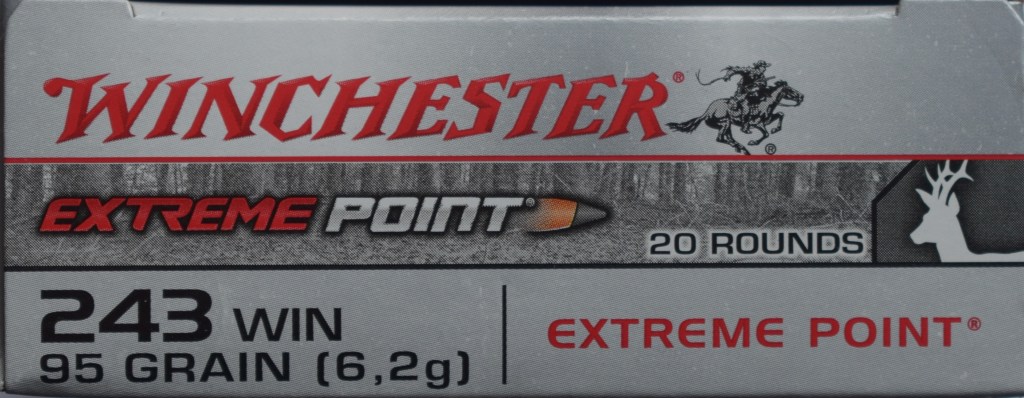 WINCHESTER®
®
EXTREME POINT®
20 ROUNDS
243 WIN
95 GRAIN (6,2g)
EXTREME POINT®